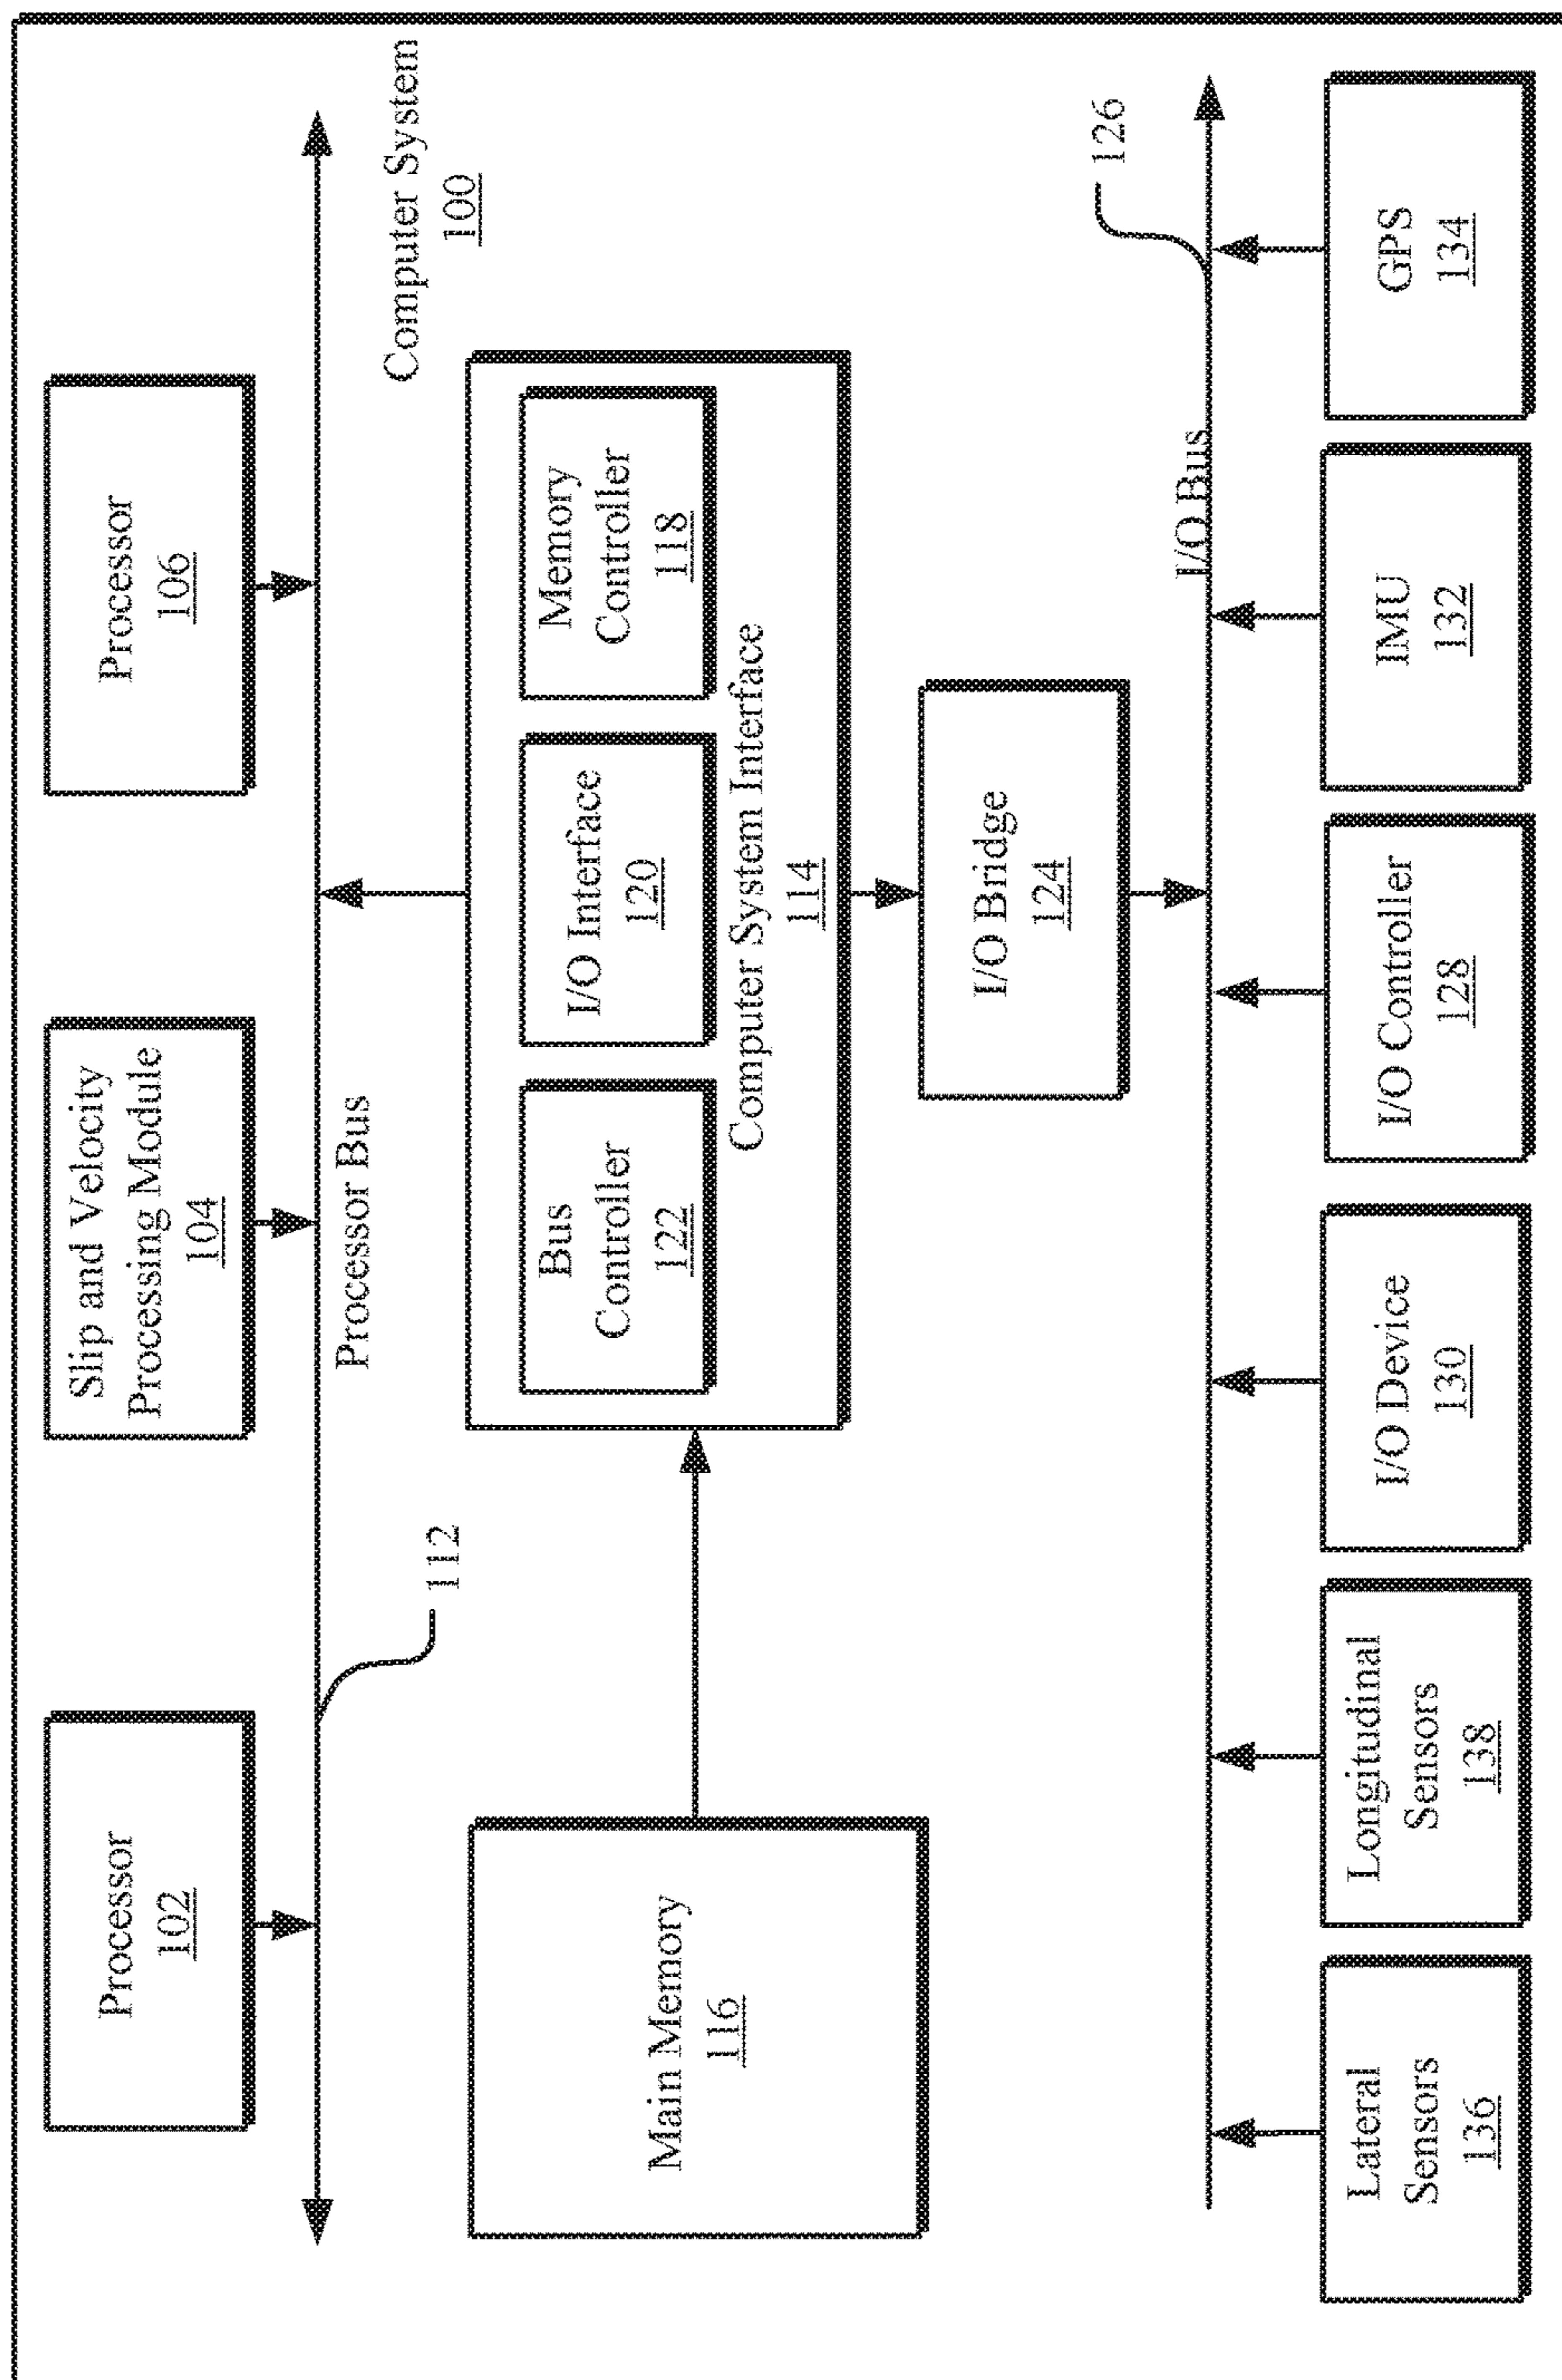 Processor
102
Slip and Velocity
Processing Module
104
Processor
106
112
Processor Bus
Computer System
100
Main Memory
116
Bus
Controller
122
I/O Interface
120
Memory
Controller
118
Computer System Interface
114
I/O Bridge
124
I/O Bus
126
Lateral
Sensors
136
Longitudinal
Sensors
138
I/O Device
130
I/O Controller
128
IMU
132
GPS
134